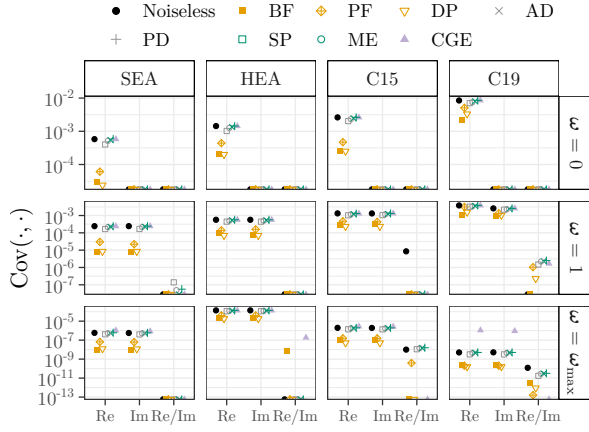 Noiseless BF PF DP AD
PD SP ME CGE
SEA HEA C15 C19
10⁻²
10⁻³
10⁻⁴
ε = 0
Cov(·, ·)
10⁻³
10⁻⁴
10⁻⁵
10⁻⁶
10⁻⁷
ε = 1
10⁻⁵
10⁻⁷
10⁻⁹
10⁻¹¹
10⁻¹³
ε = ε_max
Re Im Re/Im Re Im Re/Im Re Im Re/Im Re Im Re/Im